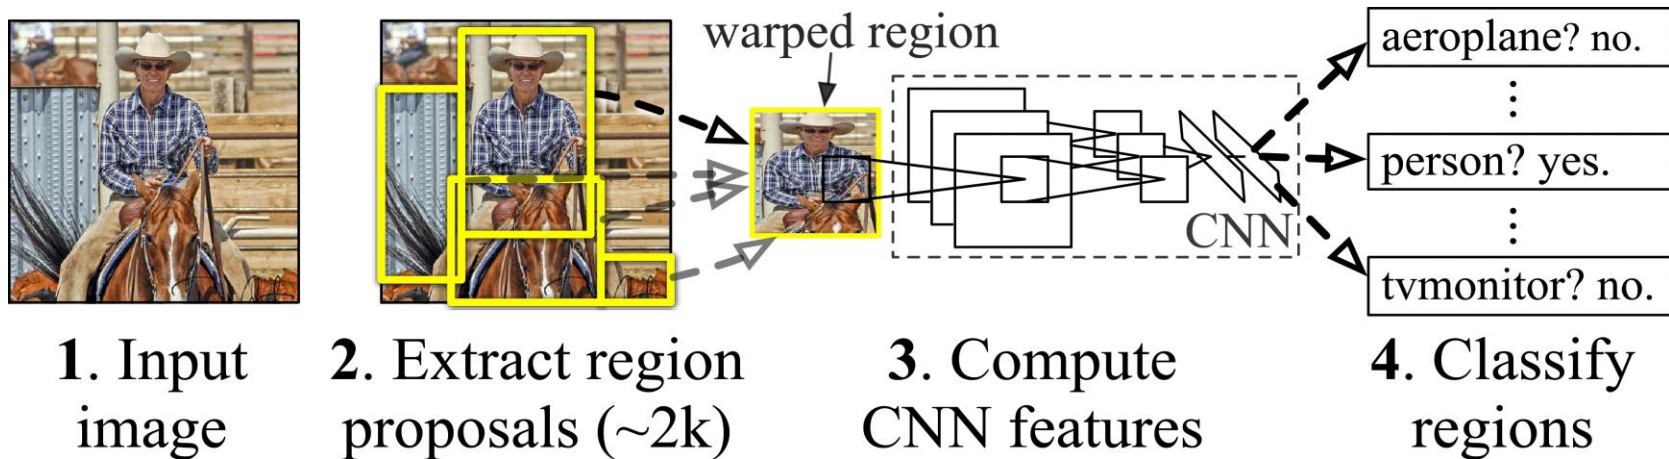 warped region
aeroplane? no.
person? yes.
CNN
tvmonitor? no.
1. Input
image
2. Extract region
proposals (~2k)
3. Compute
CNN features
4. Classify
regions